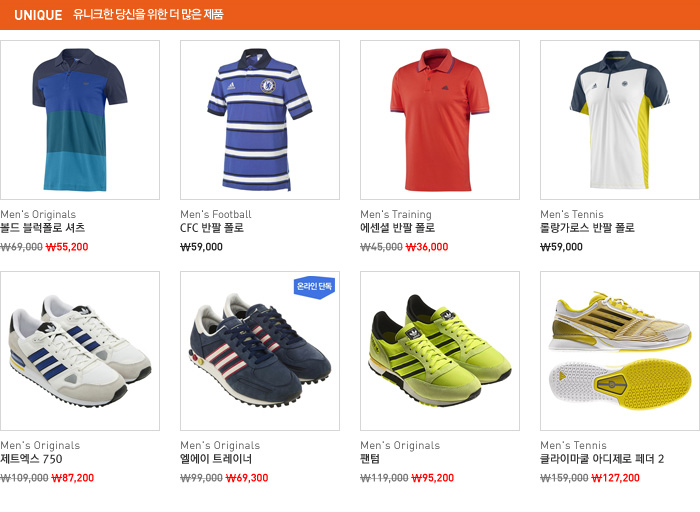 UNIQUE 유니크한 당신을 위한 더 많은 제품
Men's Originals
볼드 블럭폴로 셔츠
₩69,000 ₩55,200
Men's Football
CFC 반팔 폴로
₩59,000
Men's Training
에센셜 반팔 폴로
₩45,000 ₩36,000
Men's Tennis
롤랑가로스 반팔 폴로
₩59,000
온라인 단독
Men's Originals
제트엑스 750
₩109,000 ₩87,200
Men's Originals
엘에이 트레이너
₩99,000 ₩69,300
Men's Originals
팬텀
₩119,000 ₩95,200
Men's Tennis
클라이마쿨 아디제로 페더 2
₩159,000 ₩127,200